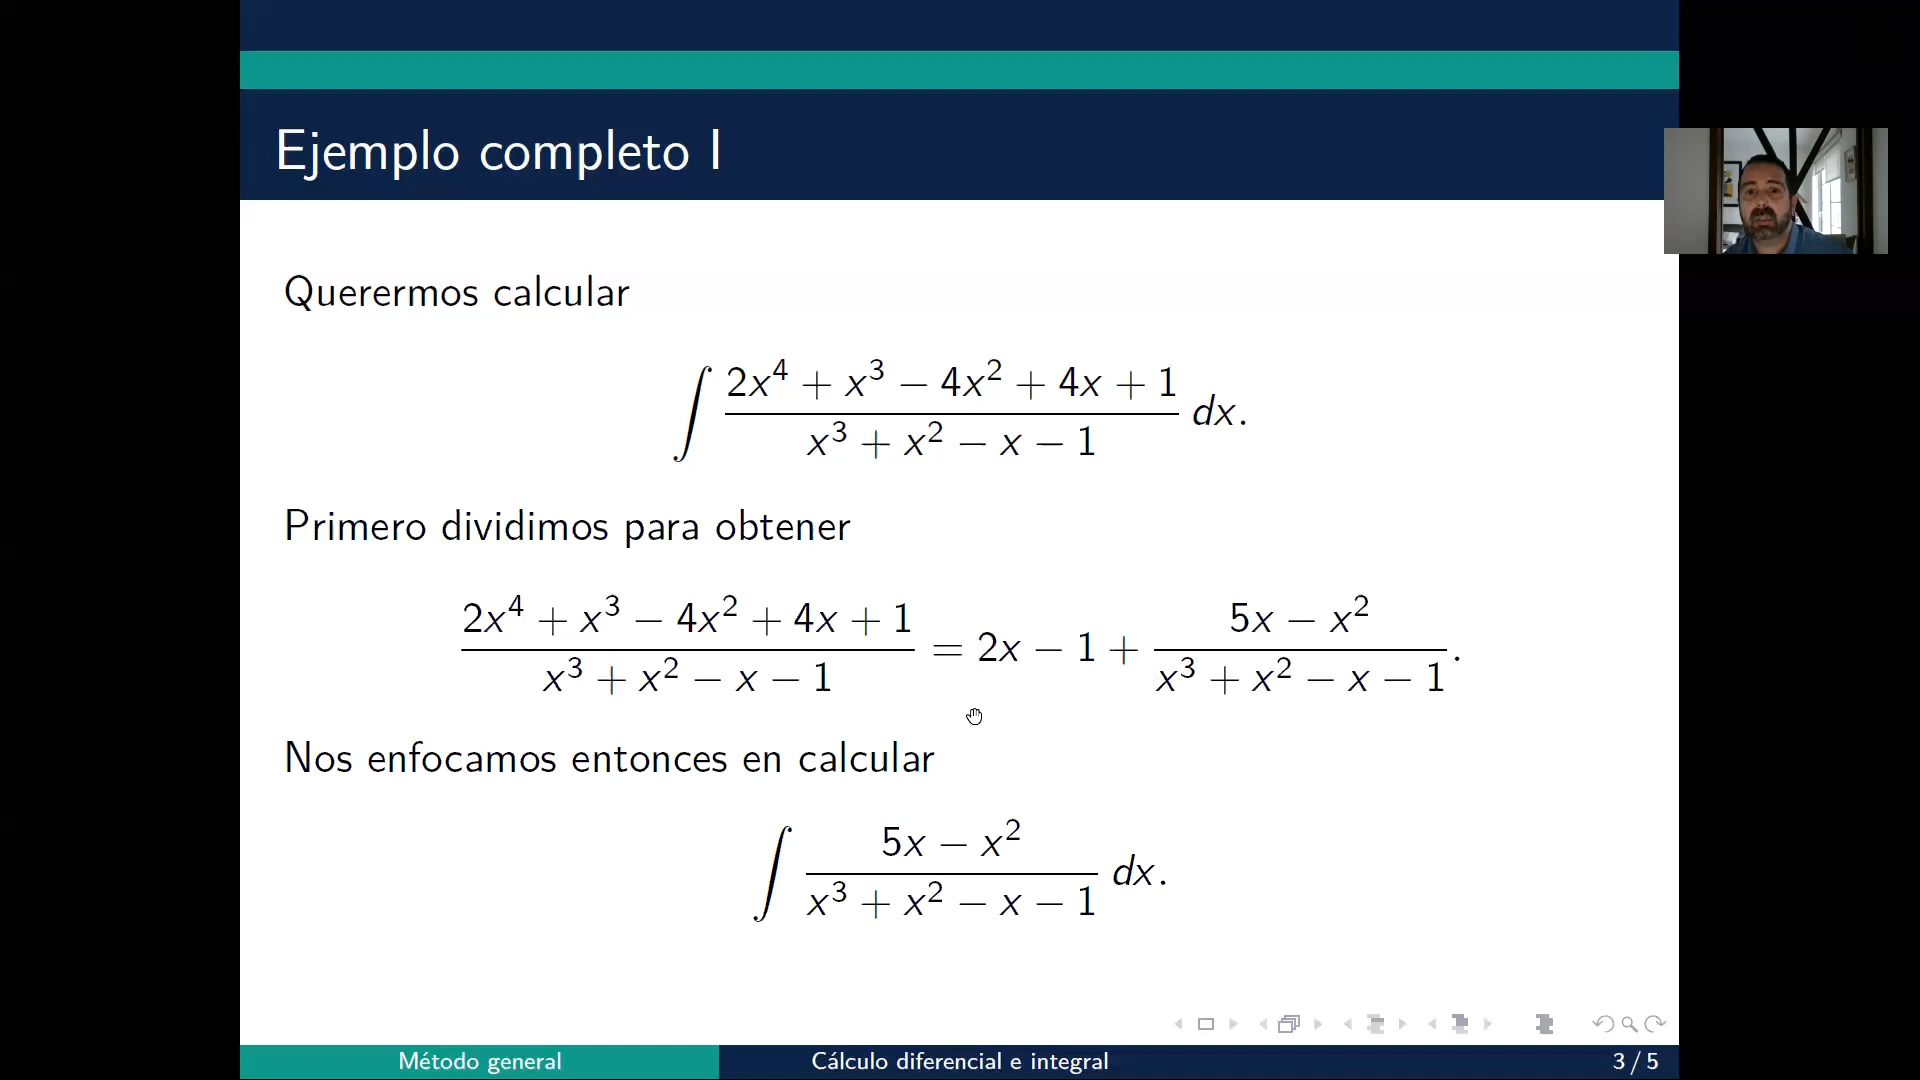 Ejemplo completo I
Querermos calcular
∫ (2x⁴ + x³ − 4x² + 4x + 1) / (x³ + x² − x − 1) dx.
Primero dividimos para obtener
(2x⁴ + x³ − 4x² + 4x + 1) / (x³ + x² − x − 1) = 2x − 1 + (5x − x²) / (x³ + x² − x − 1).
Nos enfocamos entonces en calcular
∫ (5x − x²) / (x³ + x² − x − 1) dx.
Método general
Cálculo diferencial e integral
3 / 5